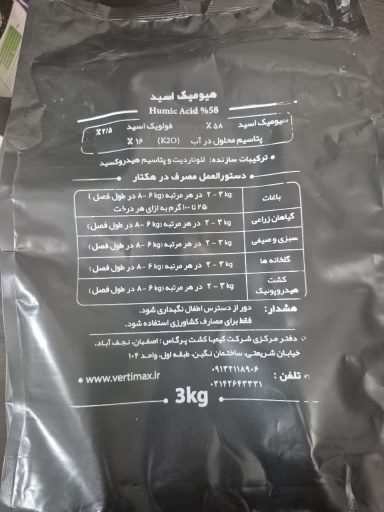 هیومیک اسید
Humic Acid %58
هیومیک اسید ۵۸ ٪ فولویک اسید ۲/۵ ٪
پتاسیم محلول در آب (K2O) ۱۶ ٪
• ترکیبات سازنده: لئوناردیت و پتاسیم هیدروکسید
دستورالعمل مصرف در هکتار
باغات ۲-۳ kg در هر مرتبه (۶-۸ kg در طول فصل)
۲۵ تا ۱۰۰ گرم به ازای هر درخت
گیاهان زراعی ۲-۳ kg در هر مرتبه (۶-۸ kg در طول فصل)
سبزی و صیفی ۲-۳ kg در هر مرتبه (۶-۸ kg در طول فصل)
گلخانه ها ۲-۳ kg در هر مرتبه (۶-۸ kg در طول فصل)
کشت هیدروپونیک ۲-۳ kg در هر مرتبه (۶-۸ kg در طول فصل)
هشدار: دور از دسترس اطفال نگهداری شود.
فقط برای مصارف کشاورزی استفاده شود.
دفتر مرکزی شرکت کیمیا کشت پرگاس: اصفهان، نجف آباد،
خیابان شریعتی، ساختمان نگین، طبقه اول، واحد ۱۰۴
تلفن: ۰۹۱۳۲۱۱۸۹۰۶
۰۳۱۴۲۶۴۳۳۳۱
• www.vertimax.ir
3kg